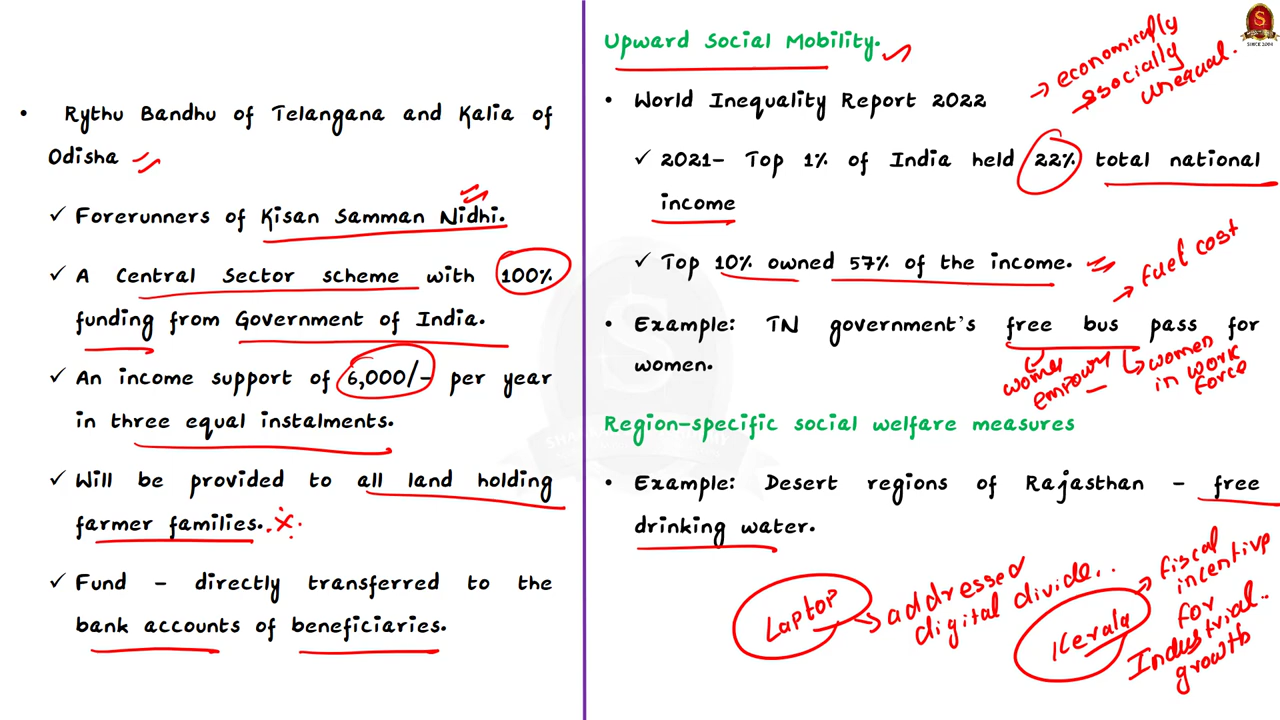 • Rythu Bandhu of Telangana and Kalia of
Odisha
✓ Forerunners of Kisan Samman Nidhi.
✓ A Central Sector scheme with 100%
funding from Government of India.
✓ An income support of 6,000/- per year
in three equal instalments.
✓ Will be provided to all land holding
farmer families.
✓ Fund - directly transferred to the
bank accounts of beneficiaries.
Upward Social Mobility.
→ economically
→ socially
unequal.
• World Inequality Report 2022
✓ 2021- Top 1% of India held 22% total national
income
✓ Top 10% owned 57% of the income.
→ fuel cost
• Example: TN government's free bus pass for
women.
women
empowr
→ women
in work
force
Region-specific social welfare measures
• Example: Desert regions of Rajasthan - free
drinking water.
Laptop → addressed
digital divide..
Kerala → fiscal
incentive
for
Industrial..
growth
S
SINCE 2004